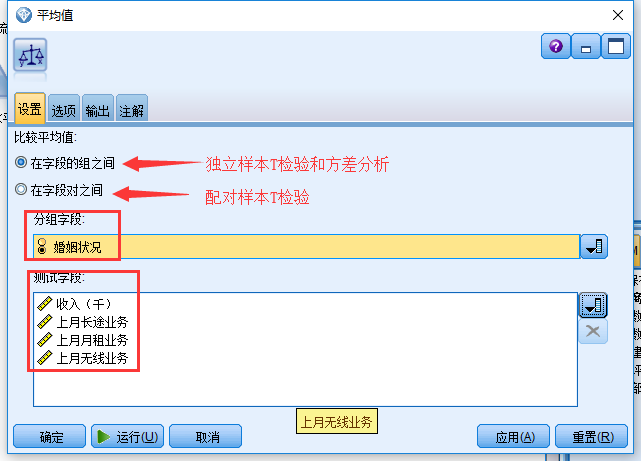 平均值
设置 选项 输出 注解
比较平均值:
在字段的组之间
独立样本T检验和方差分析
在字段对之间
配对样本T检验
分组字段:
婚姻状况
测试字段:
收入（千）
上月长途业务
上月月租业务
上月无线业务
上月无线业务
确定 运行(U) 取消 应用(A) 重置(R)